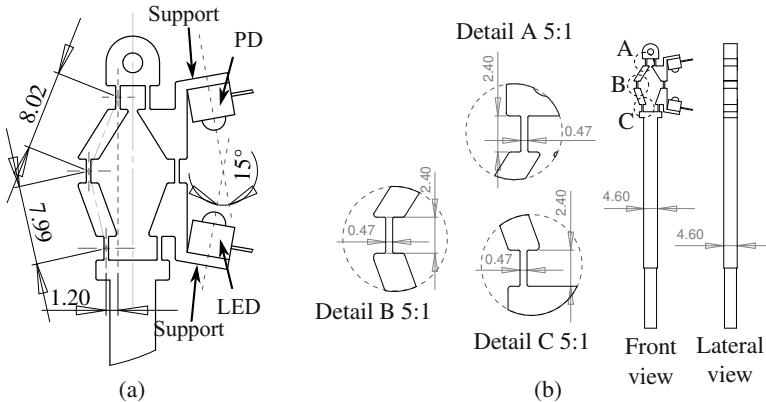 Support
PD
8.02
15°
7.99
1.20
LED
Support
(a)
Detail A 5:1
2.40
0.47
2.40
0.47
Detail B 5:1
2.40
0.47
Detail C 5:1
A
B
C
4.60
4.60
Front view
Lateral view
(b)